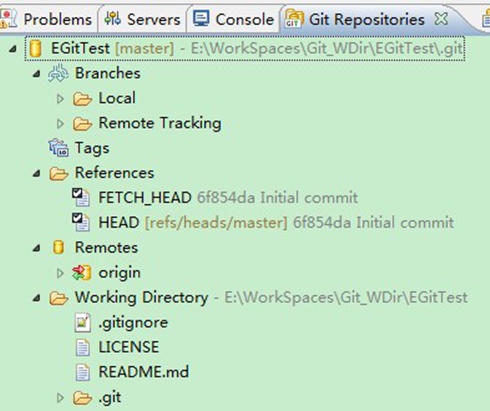 Problems Servers Console Git Repositories
EGitTest [master] - E:\WorkSpaces\Git_WDir\EGitTest\.git
Branches
Local
Remote Tracking
Tags
References
FETCH_HEAD 6f854da Initial commit
HEAD [refs/heads/master] 6f854da Initial commit
Remotes
origin
Working Directory - E:\WorkSpaces\Git_WDir\EGitTest
.gitignore
LICENSE
README.md
.git